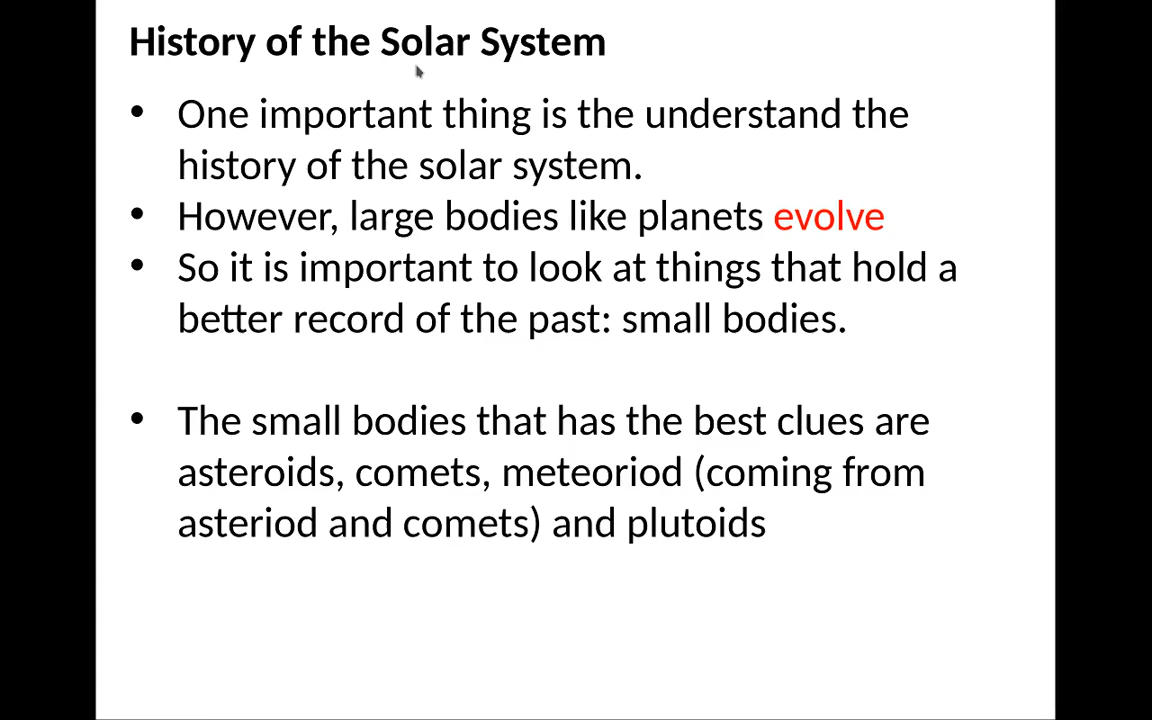 History of the Solar System
• One important thing is the understand the
history of the solar system.
• However, large bodies like planets evolve
• So it is important to look at things that hold a
better record of the past: small bodies.
• The small bodies that has the best clues are
asteroids, comets, meteoriod (coming from
asteriod and comets) and plutoids